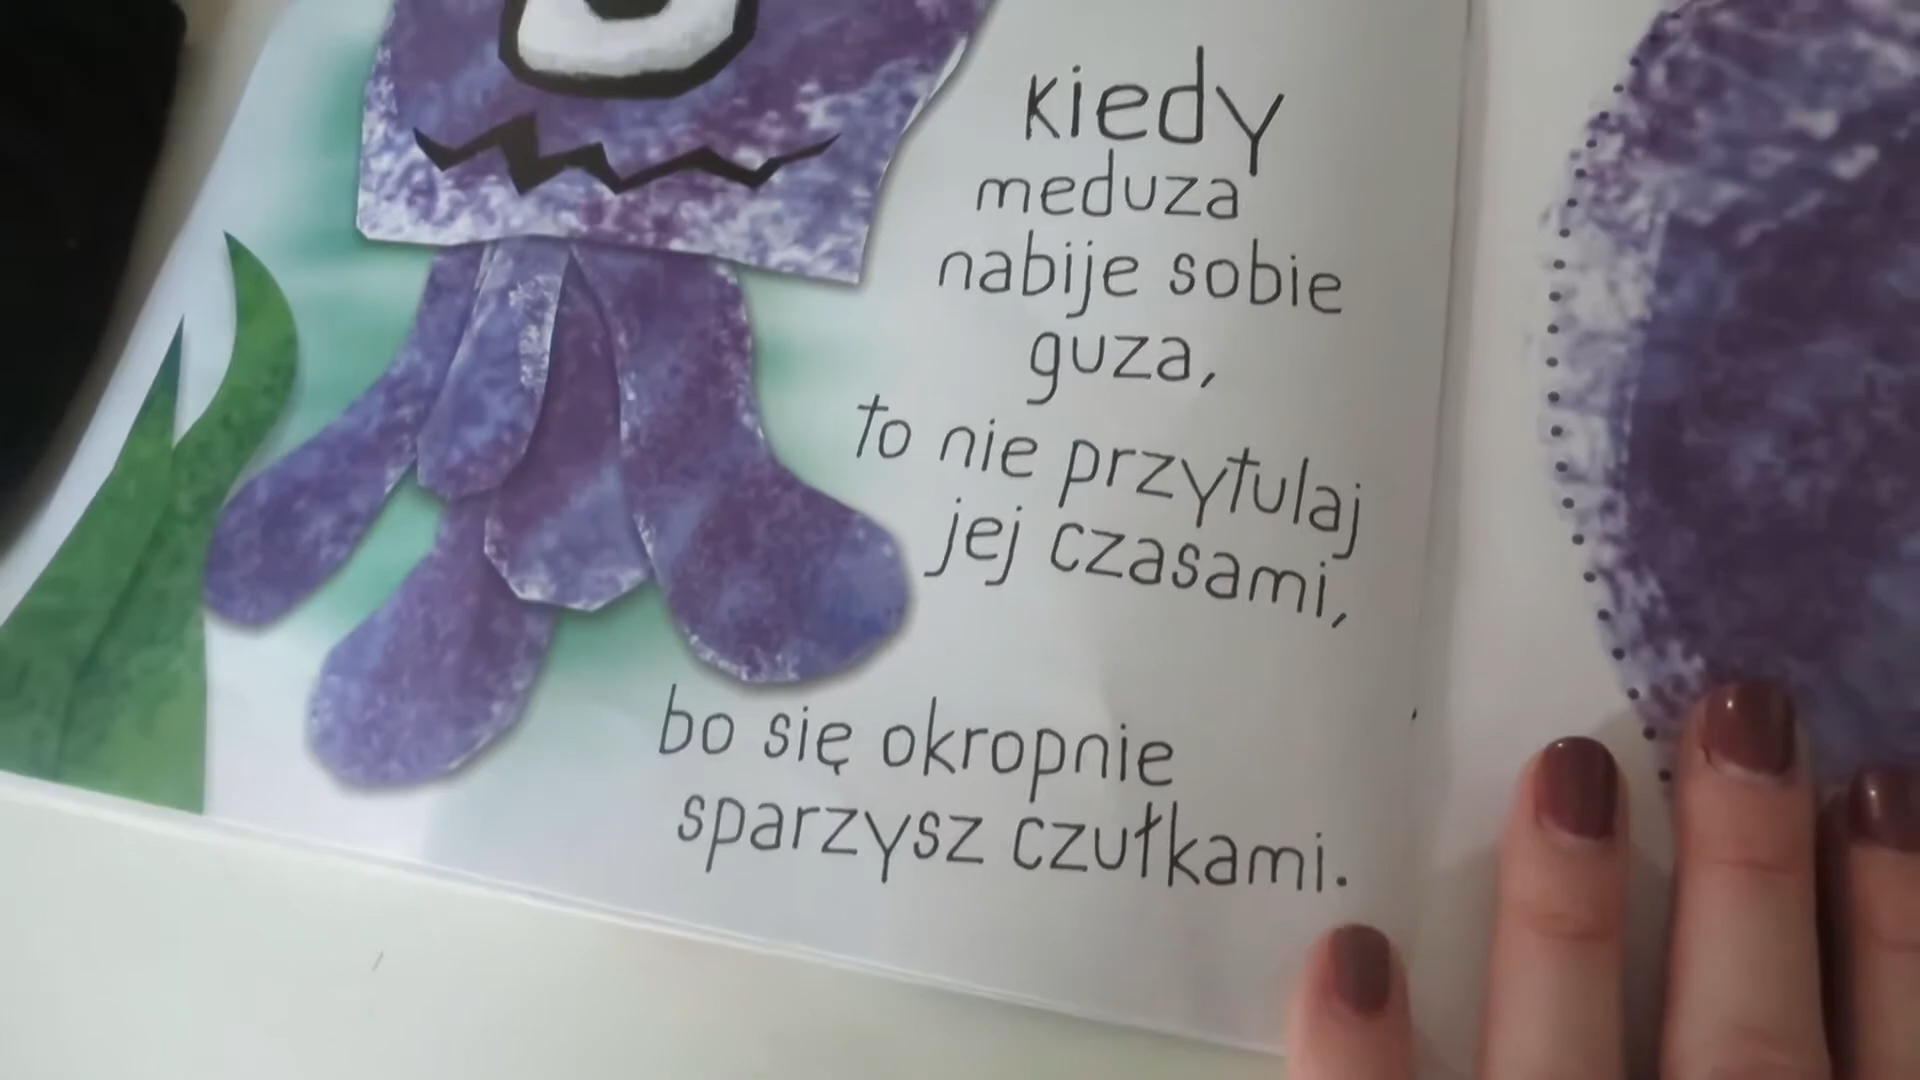 kiedy
meduza
nabije sobie
guza,
to nie przytulaj
jej czasami,
bo się okropnie
sparzysz czułkami.